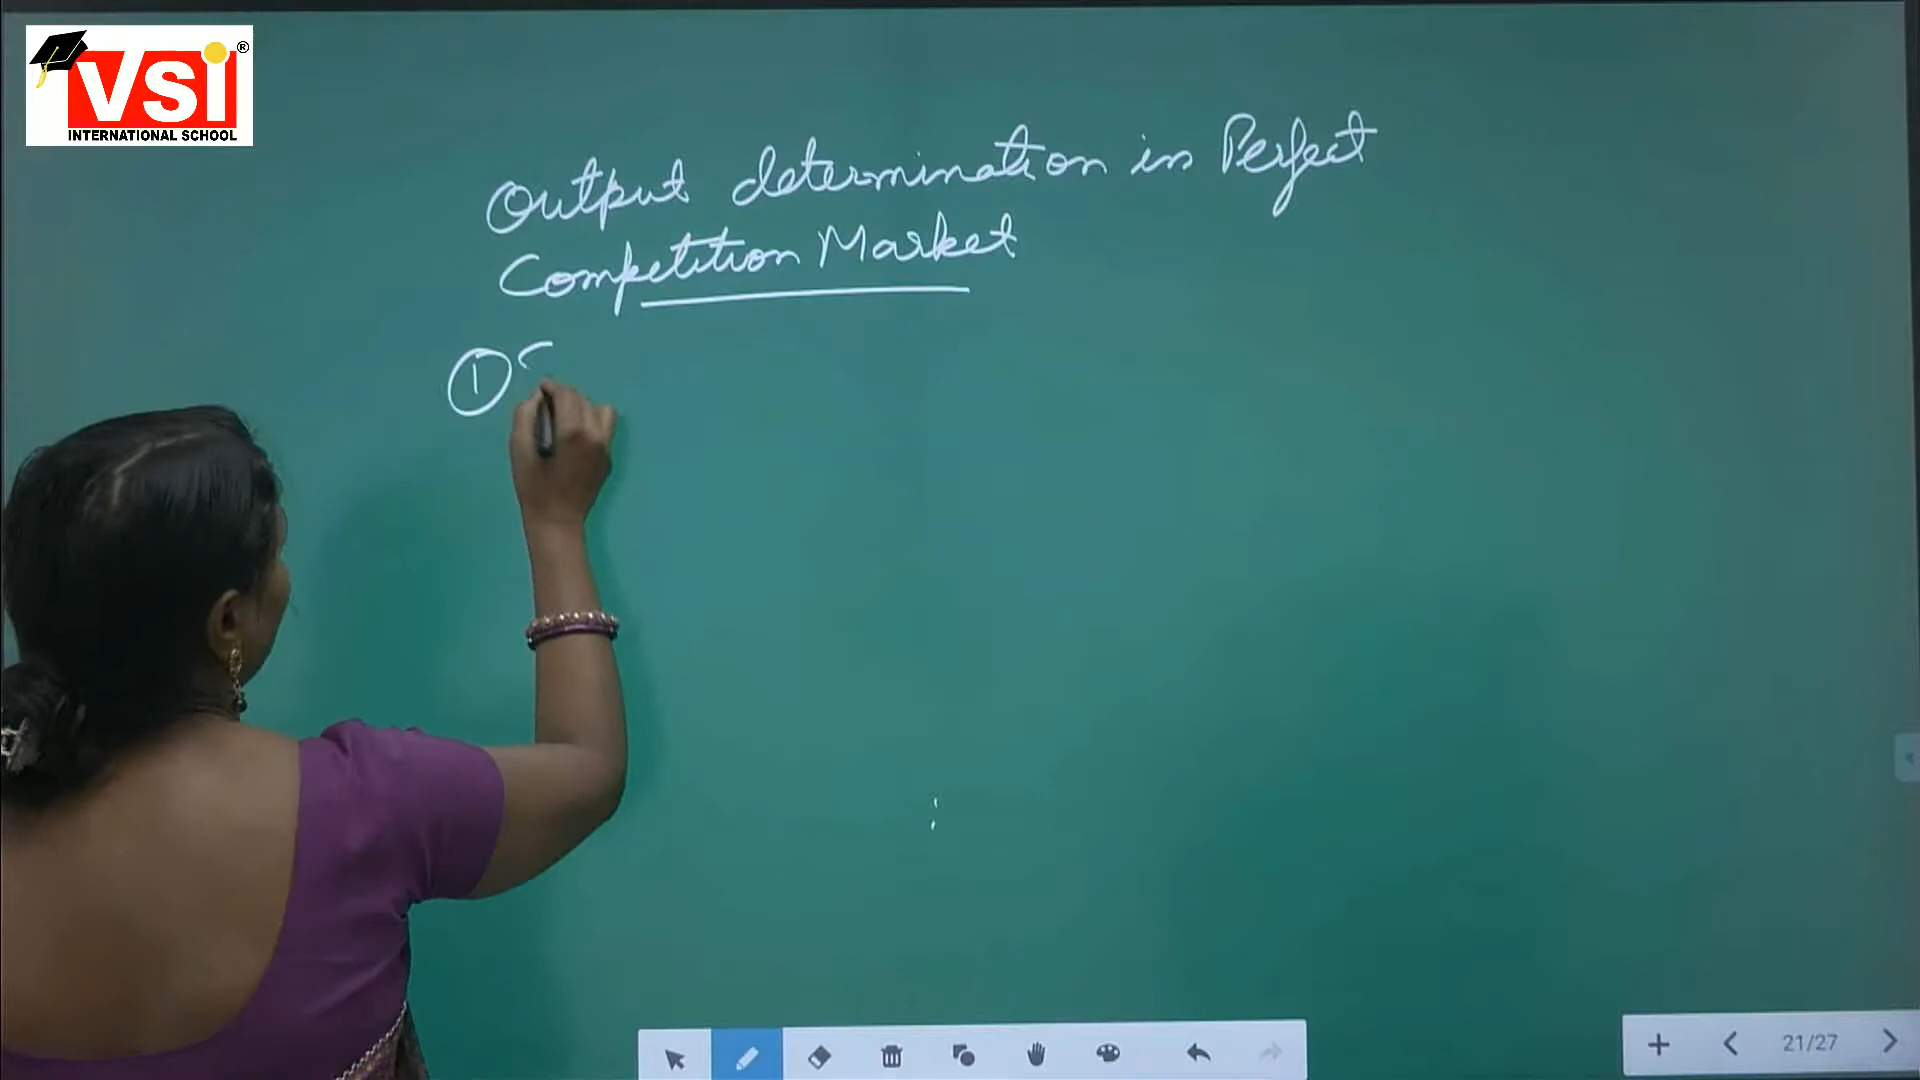 VSI®
INTERNATIONAL SCHOOL
Output determination in Perfect
Competition Market
①
21/27